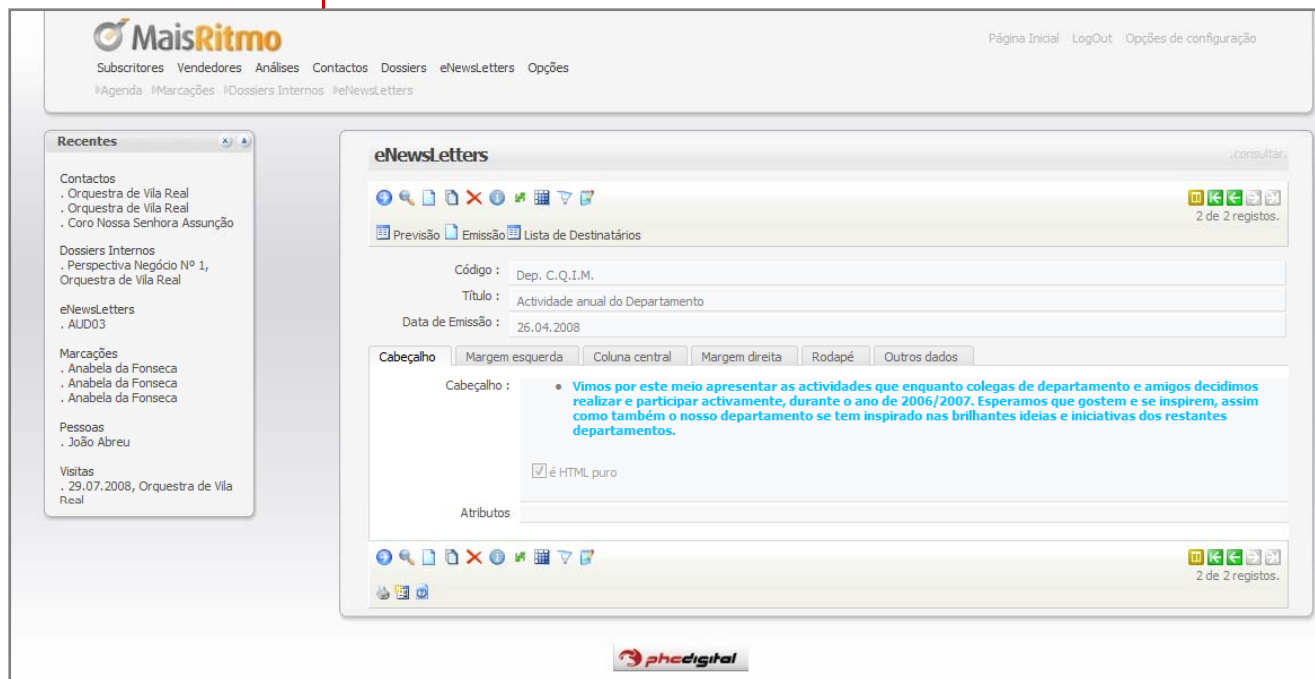 MaisRitmo
Página Inicial LogOut Opções de configuração
Subscritores Vendedores Análises Contactos Dossiers eNewsLetters Opções
Agenda Marcações Dossiers Internos eNewsLetters
Recentes
Contactos
. Orquestra de Vila Real
. Orquestra de Vila Real
. Coro Nossa Senhora Assunção
Dossiers Internos
. Perspectiva Negócio Nº 1,
Orquestra de Vila Real
eNewsLetters
. AUD03
Marcações
. Anabela da Fonseca
. Anabela da Fonseca
. Anabela da Fonseca
Pessoas
. João Abreu
Visitas
. 29.07.2008, Orquestra de Vila
Real
eNewsLetters
.consultar.
2 de 2 registos.
Previsão Emissão Lista de Destinatários
Código : Dep. C.Q.I.M.
Título : Actividade anual do Departamento
Data de Emissão : 26.04.2008
Cabeçalho Margem esquerda Coluna central Margem direita Rodapé Outros dados
Cabeçalho :
• Vimos por este meio apresentar as actividades que enquanto colegas de departamento e amigos decidimos
realizar e participar activamente, durante o ano de 2006/2007. Esperamos que gostem e se inspirem, assim
como também o nosso departamento se tem inspirado nas brilhantes ideias e iniciativas dos restantes
departamentos.
é HTML puro
Atributos
2 de 2 registos.
phcdigital